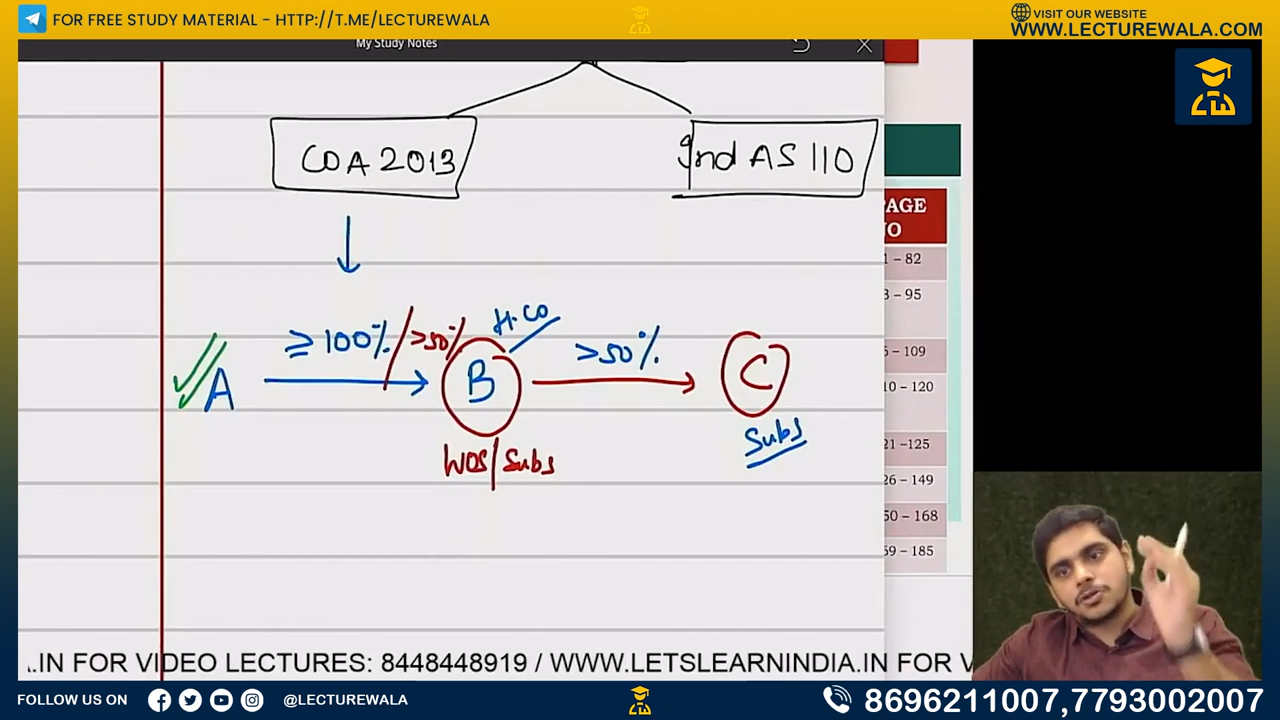 FOR FREE STUDY MATERIAL - HTTP://T.ME/LECTUREWALA
VISIT OUR WEBSITE
WWW.LECTUREWALA.COM
My Study Notes
COA 2013
Ind AS 110
PAGE
NO
1 – 82
3 – 95
5 – 109
10 – 120
21 –125
26 – 149
50 – 168
59 – 185
H.Co
≥ 100% / >50%
>50%
A
B
C
WOS/Subs
Subs
.IN FOR VIDEO LECTURES: 8448448919 / WWW.LETSLEARNINDIA.IN FOR V
FOLLOW US ON
@LECTUREWALA
8696211007,7793002007